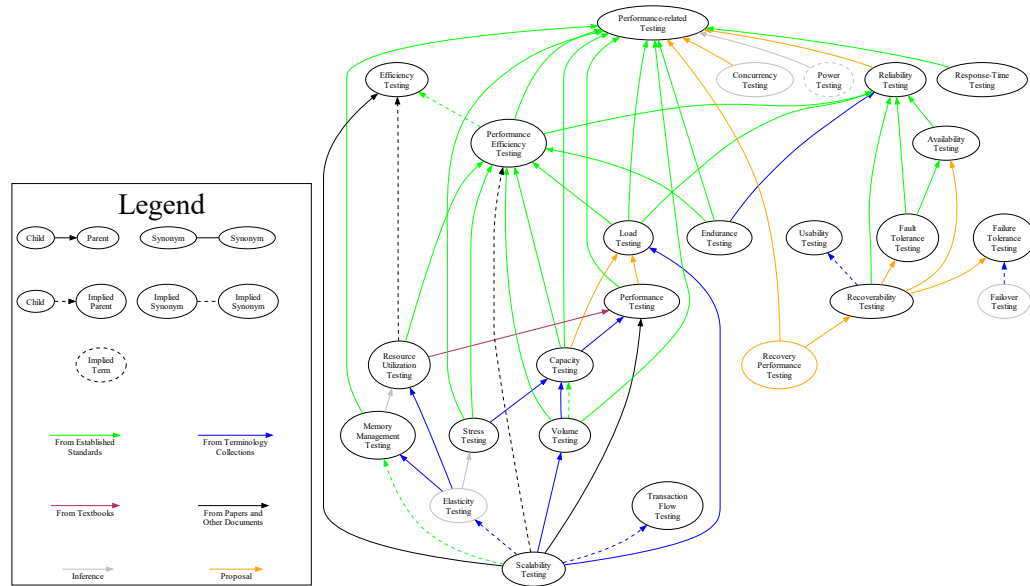 Performance-related
Testing
Efficiency
Testing
Concurrency
Testing
Power
Testing
Reliability
Testing
Response-Time
Testing
Performance
Efficiency
Testing
Availability
Testing
Load
Testing
Endurance
Testing
Usability
Testing
Fault
Tolerance
Testing
Failure
Tolerance
Testing
Performance
Testing
Recoverability
Testing
Failover
Testing
Resource
Utilization
Testing
Capacity
Testing
Recovery
Performance
Testing
Memory
Management
Testing
Stress
Testing
Volume
Testing
Elasticity
Testing
Transaction
Flow
Testing
Scalability
Testing
Legend
Child
Parent
Synonym
Synonym
Child
Implied
Parent
Implied
Synonym
Implied
Synonym
Implied
Term
From Established
Standards
From Terminology
Collections
From Textbooks
From Papers and
Other Documents
Inference
Proposal